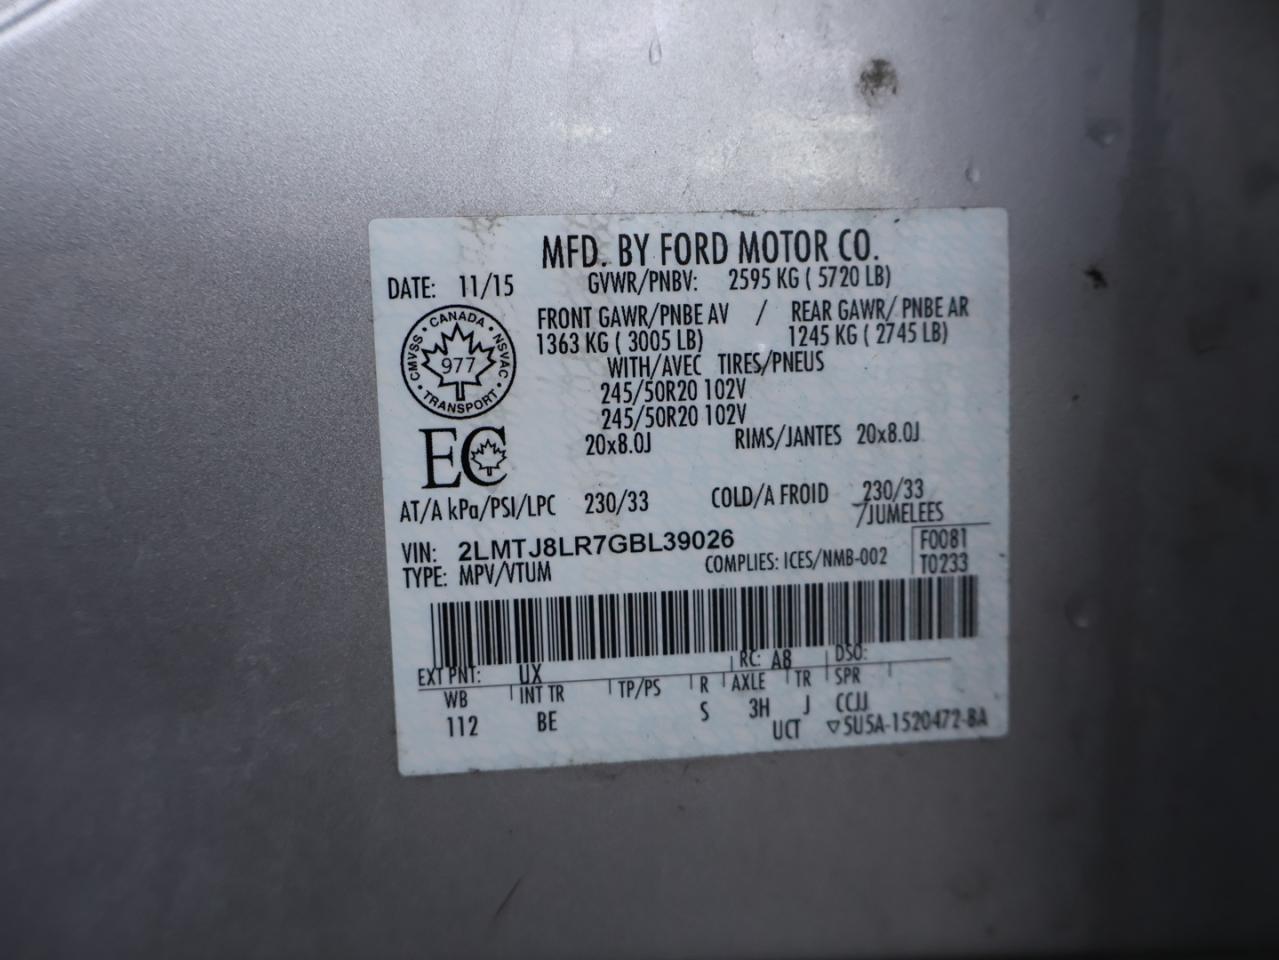 MFD. BY FORD MOTOR CO.
DATE: 11/15 GVWR/PNBV: 2595 KG ( 5720 LB)
FRONT GAWR/PNBE AV / REAR GAWR/ PNBE AR
1363 KG ( 3005 LB) 1245 KG ( 2745 LB)
WITH/AVEC TIRES/PNEUS
245/50R20 102V
245/50R20 102V
20x8.0J RIMS/JANTES 20x8.0J
CANADA
CMVSS 977 NSVAC
TRANSPORT
EC
AT/A kPa/PSI/LPC 230/33 COLD/A FROID 230/33
/JUMELEES
VIN: 2LMTJ8LR7GBL39026 F0081
TYPE: MPV/VTUM COMPLIES: ICES/NMB-002 T0233
EXT PNT: UX RC: A8 DSO:
WB INT TR TP/PS R AXLE TR SPR
112 BE S 3H J CCJJ
UCT ▽5U5A-1520472-BA